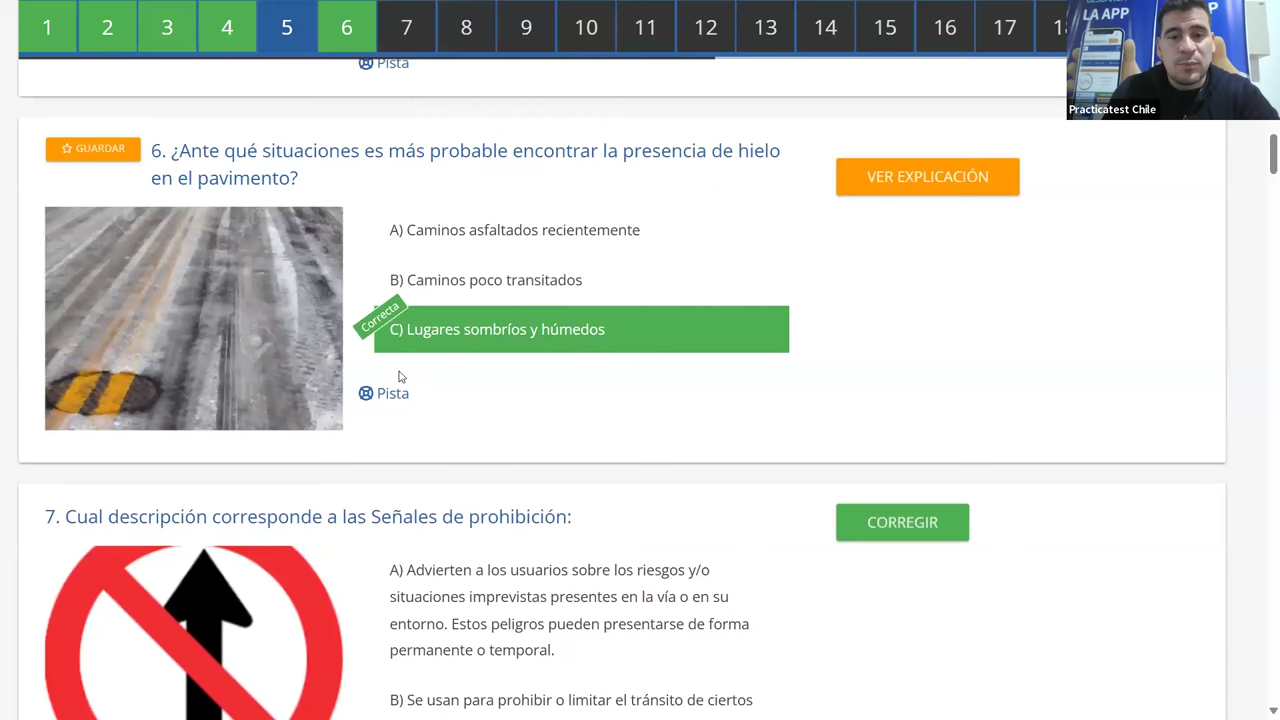 1 2 3 4 5 6 7 8 9 10 11 12 13 14 15 16 17
LA APP
P
Practicatest Chile
Pista
GUARDAR
6. ¿Ante qué situaciones es más probable encontrar la presencia de hielo
en el pavimento?
VER EXPLICACIÓN
A) Caminos asfaltados recientemente
B) Caminos poco transitados
Correcta
C) Lugares sombríos y húmedos
Pista
7. Cual descripción corresponde a las Señales de prohibición:
CORREGIR
A) Advierten a los usuarios sobre los riesgos y/o
situaciones imprevistas presentes en la vía o en su
entorno. Estos peligros pueden presentarse de forma
permanente o temporal.
B) Se usan para prohibir o limitar el tránsito de ciertos